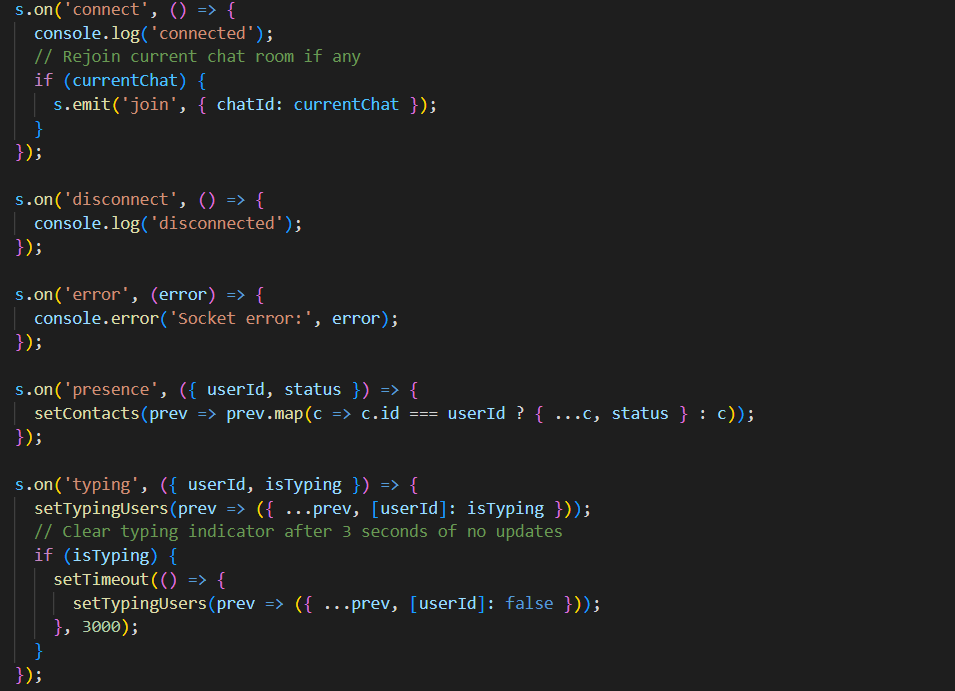 s.on('connect', () => {
  console.log('connected');
  // Rejoin current chat room if any
  if (currentChat) {
    s.emit('join', { chatId: currentChat });
  }
});

s.on('disconnect', () => {
  console.log('disconnected');
});

s.on('error', (error) => {
  console.error('Socket error:', error);
});

s.on('presence', ({ userId, status }) => {
  setContacts(prev => prev.map(c => c.id === userId ? { ...c, status } : c));
});

s.on('typing', ({ userId, isTyping }) => {
  setTypingUsers(prev => ({ ...prev, [userId]: isTyping }));
  // Clear typing indicator after 3 seconds of no updates
  if (isTyping) {
    setTimeout(() => {
      setTypingUsers(prev => ({ ...prev, [userId]: false }));
    }, 3000);
  }
});